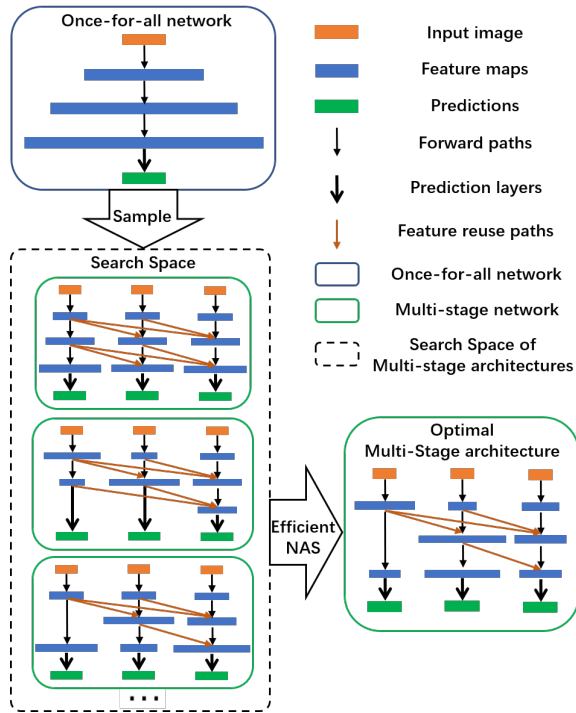 Once-for-all network
Sample
Search Space
...
Efficient
NAS
Optimal
Multi-Stage architecture
Input image
Feature maps
Predictions
Forward paths
Prediction layers
Feature reuse paths
Once-for-all network
Multi-stage network
Search Space of
Multi-stage architectures